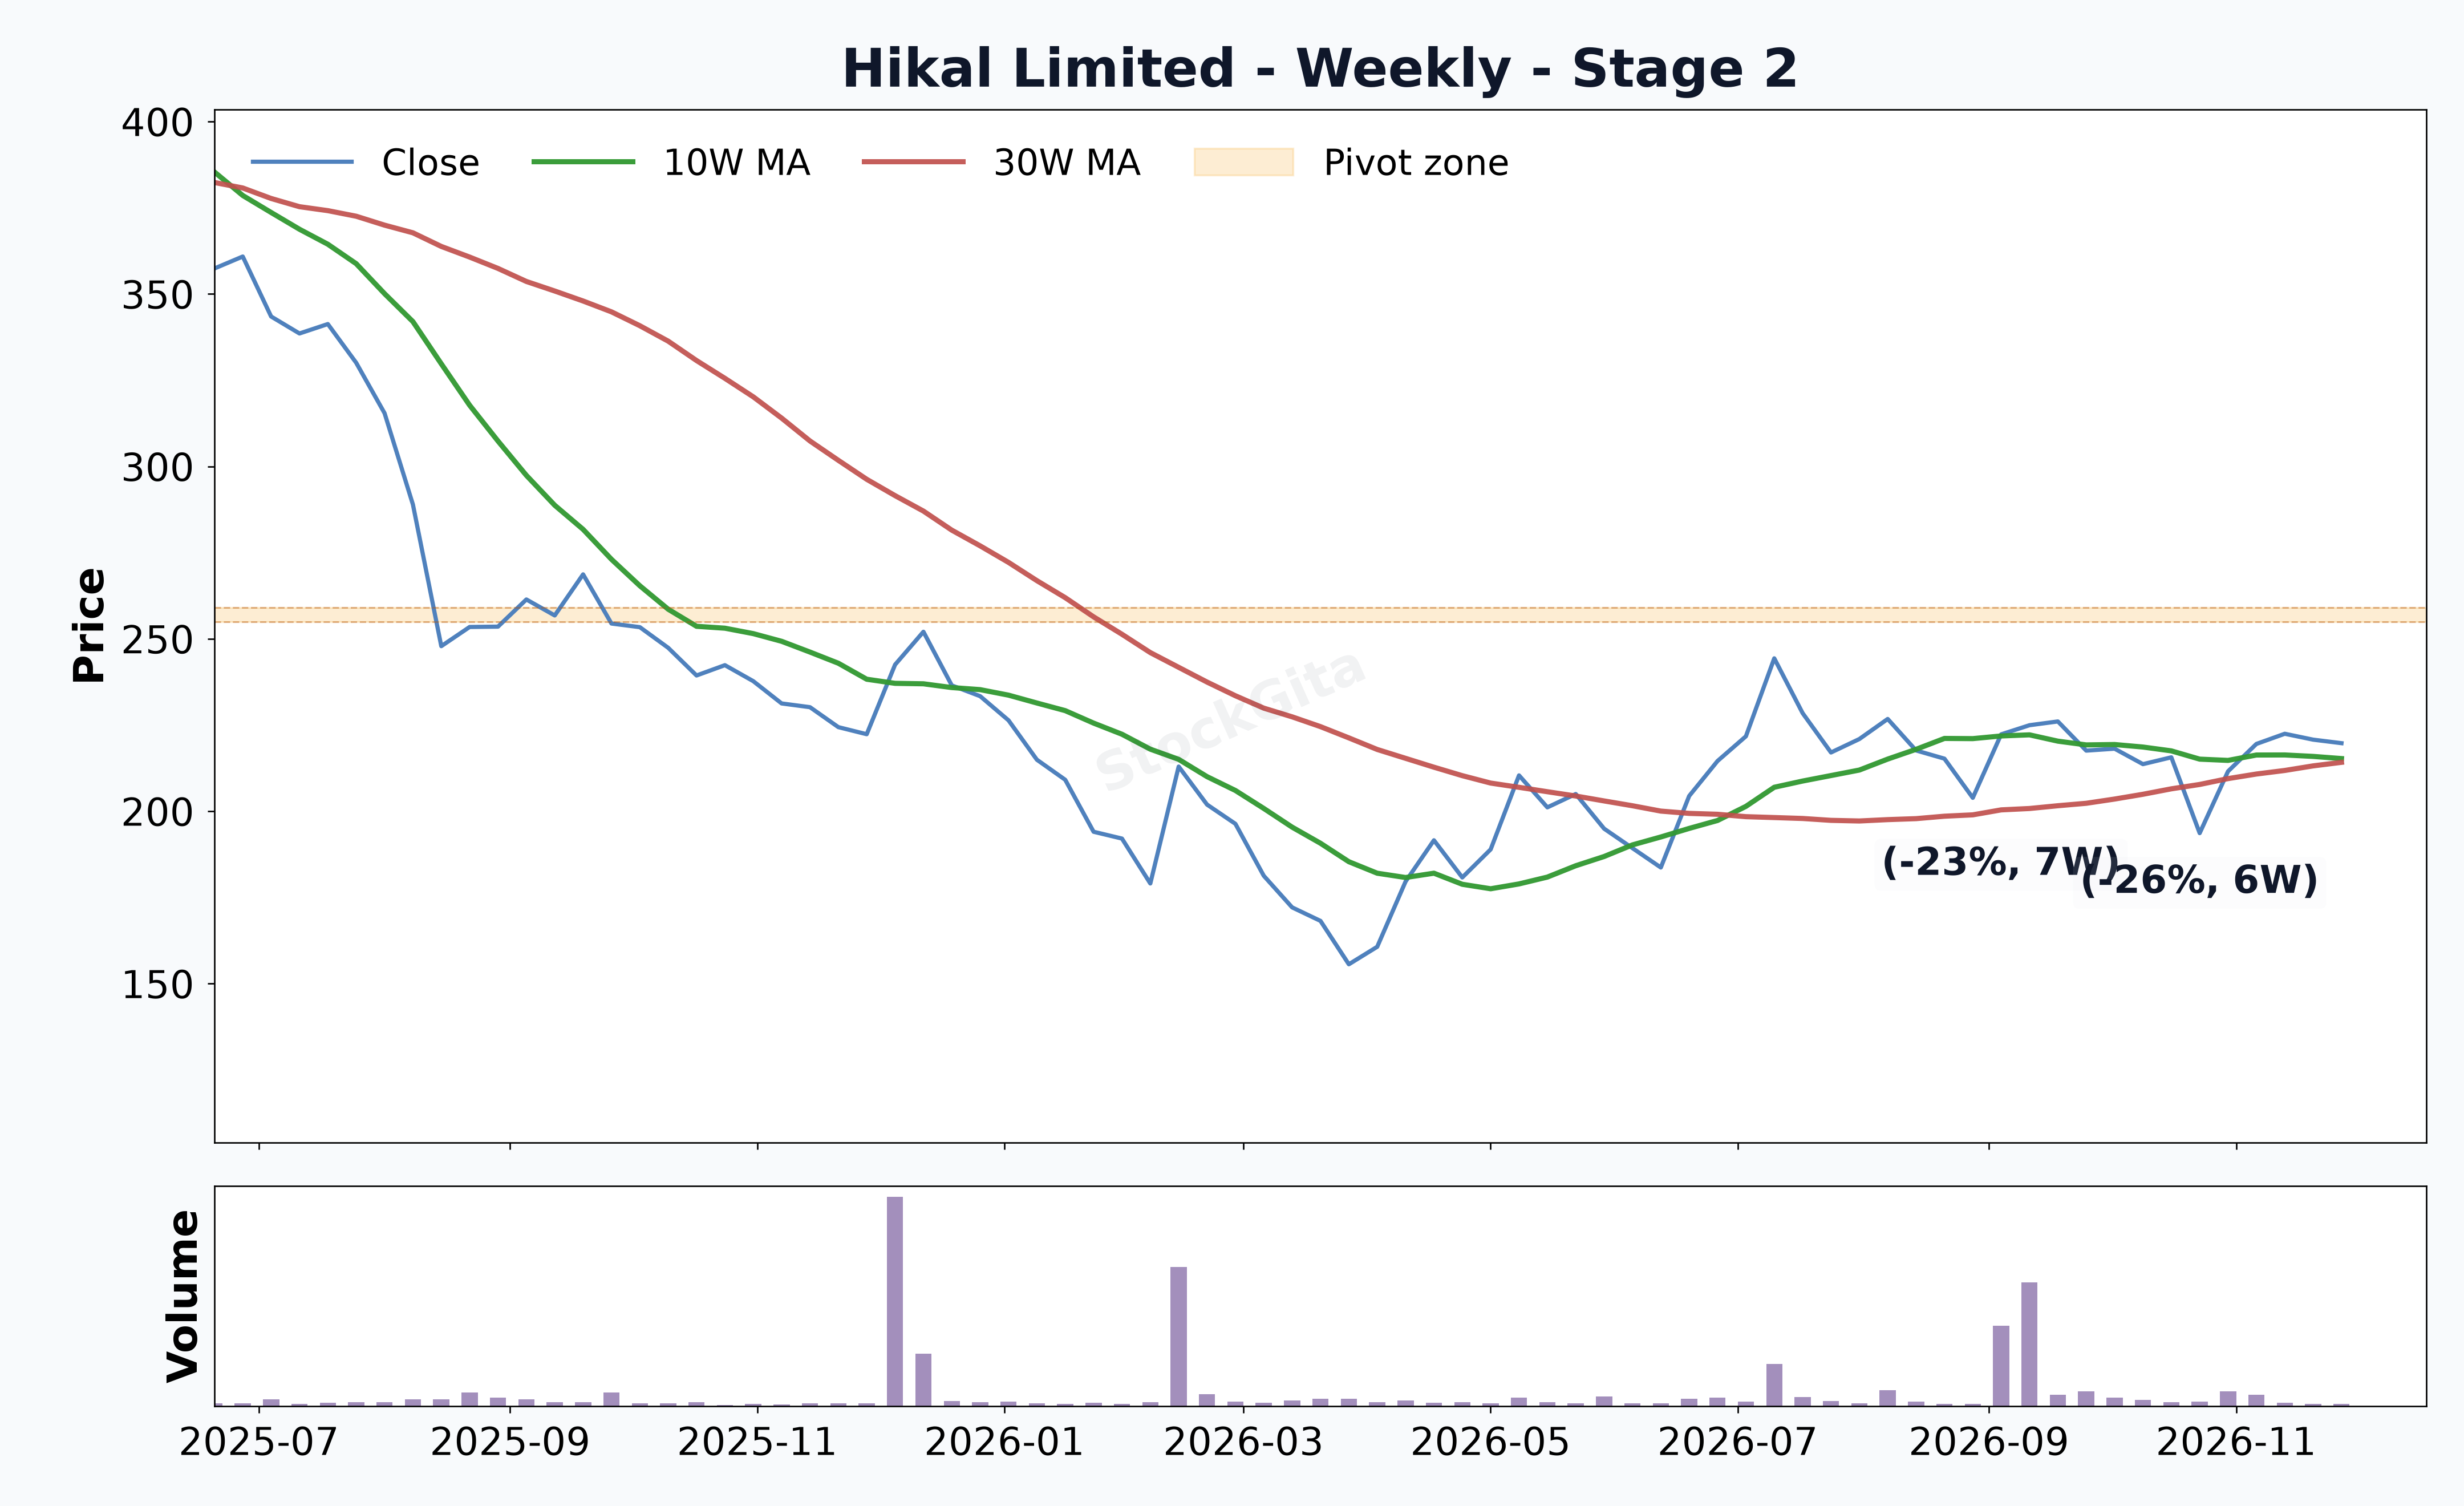 Hikal Limited - Weekly - Stage 2
Close
10W MA
30W MA
Pivot zone
400
350
300
250
200
150
Price
StockGita
(-23%, 7W)
(-26%, 6W)
Volume
2025-07
2025-09
2025-11
2026-01
2026-03
2026-05
2026-07
2026-09
2026-11